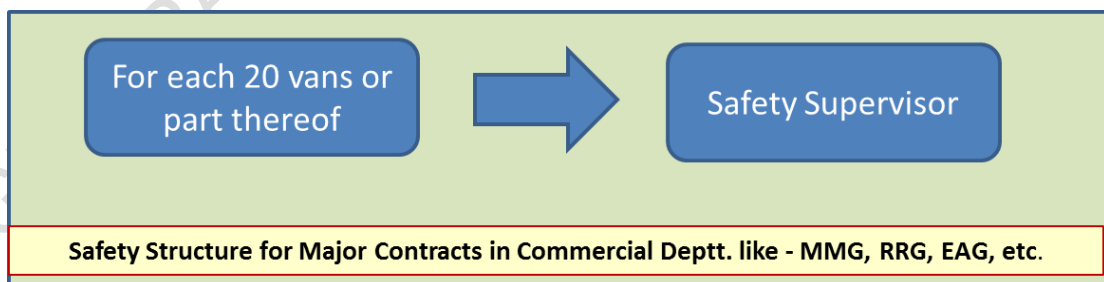 For each 20 vans or
part thereof
Safety Supervisor
Safety Structure for Major Contracts in Commercial Deptt. like - MMG, RRG, EAG, etc.